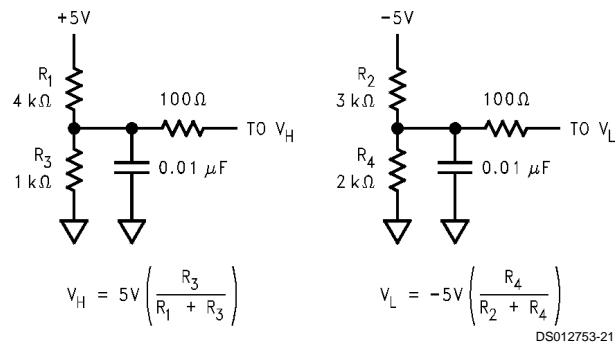 +5V
R1
4 kΩ
100Ω
TO VH
R3
1 kΩ
0.01 μF
VH = 5V(R3 / (R1 + R3))
-5V
R2
3 kΩ
100Ω
TO VL
R4
2 kΩ
0.01 μF
VL = -5V(R4 / (R2 + R4))
DS012753-21